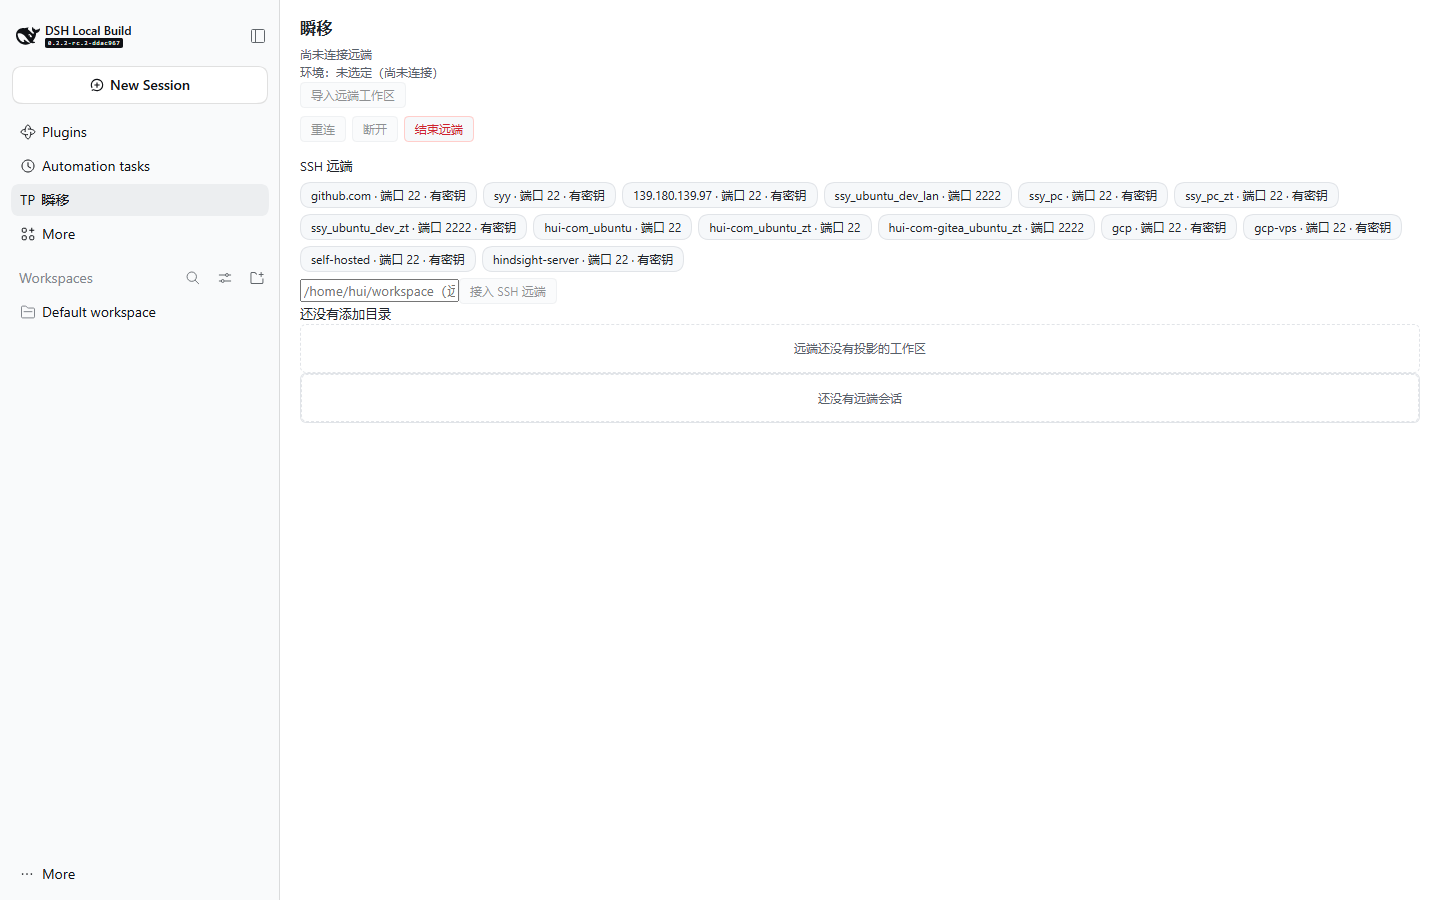 DSH Local Build
0.2.2-rc.2-ddac967
New Session
Plugins
Automation tasks
TP 瞬移
More
Workspaces
Default workspace
More
瞬移
尚未连接远端
环境：未选定（尚未连接）
导入远端工作区
重连 断开 结束远端
SSH 远端
github.com · 端口 22 · 有密钥 syy · 端口 22 · 有密钥 139.180.139.97 · 端口 22 · 有密钥 ssy_ubuntu_dev_lan · 端口 2222 ssy_pc · 端口 22 · 有密钥 ssy_pc_zt · 端口 22 · 有密钥
ssy_ubuntu_dev_zt · 端口 2222 · 有密钥 hui-com_ubuntu · 端口 22 hui-com_ubuntu_zt · 端口 22 hui-com-gitea_ubuntu_zt · 端口 2222 gcp · 端口 22 · 有密钥 gcp-vps · 端口 22 · 有密钥
self-hosted · 端口 22 · 有密钥 hindsight-server · 端口 22 · 有密钥
/home/hui/workspace（远 接入 SSH 远端
还没有添加目录
远端还没有投影的工作区
还没有远端会话